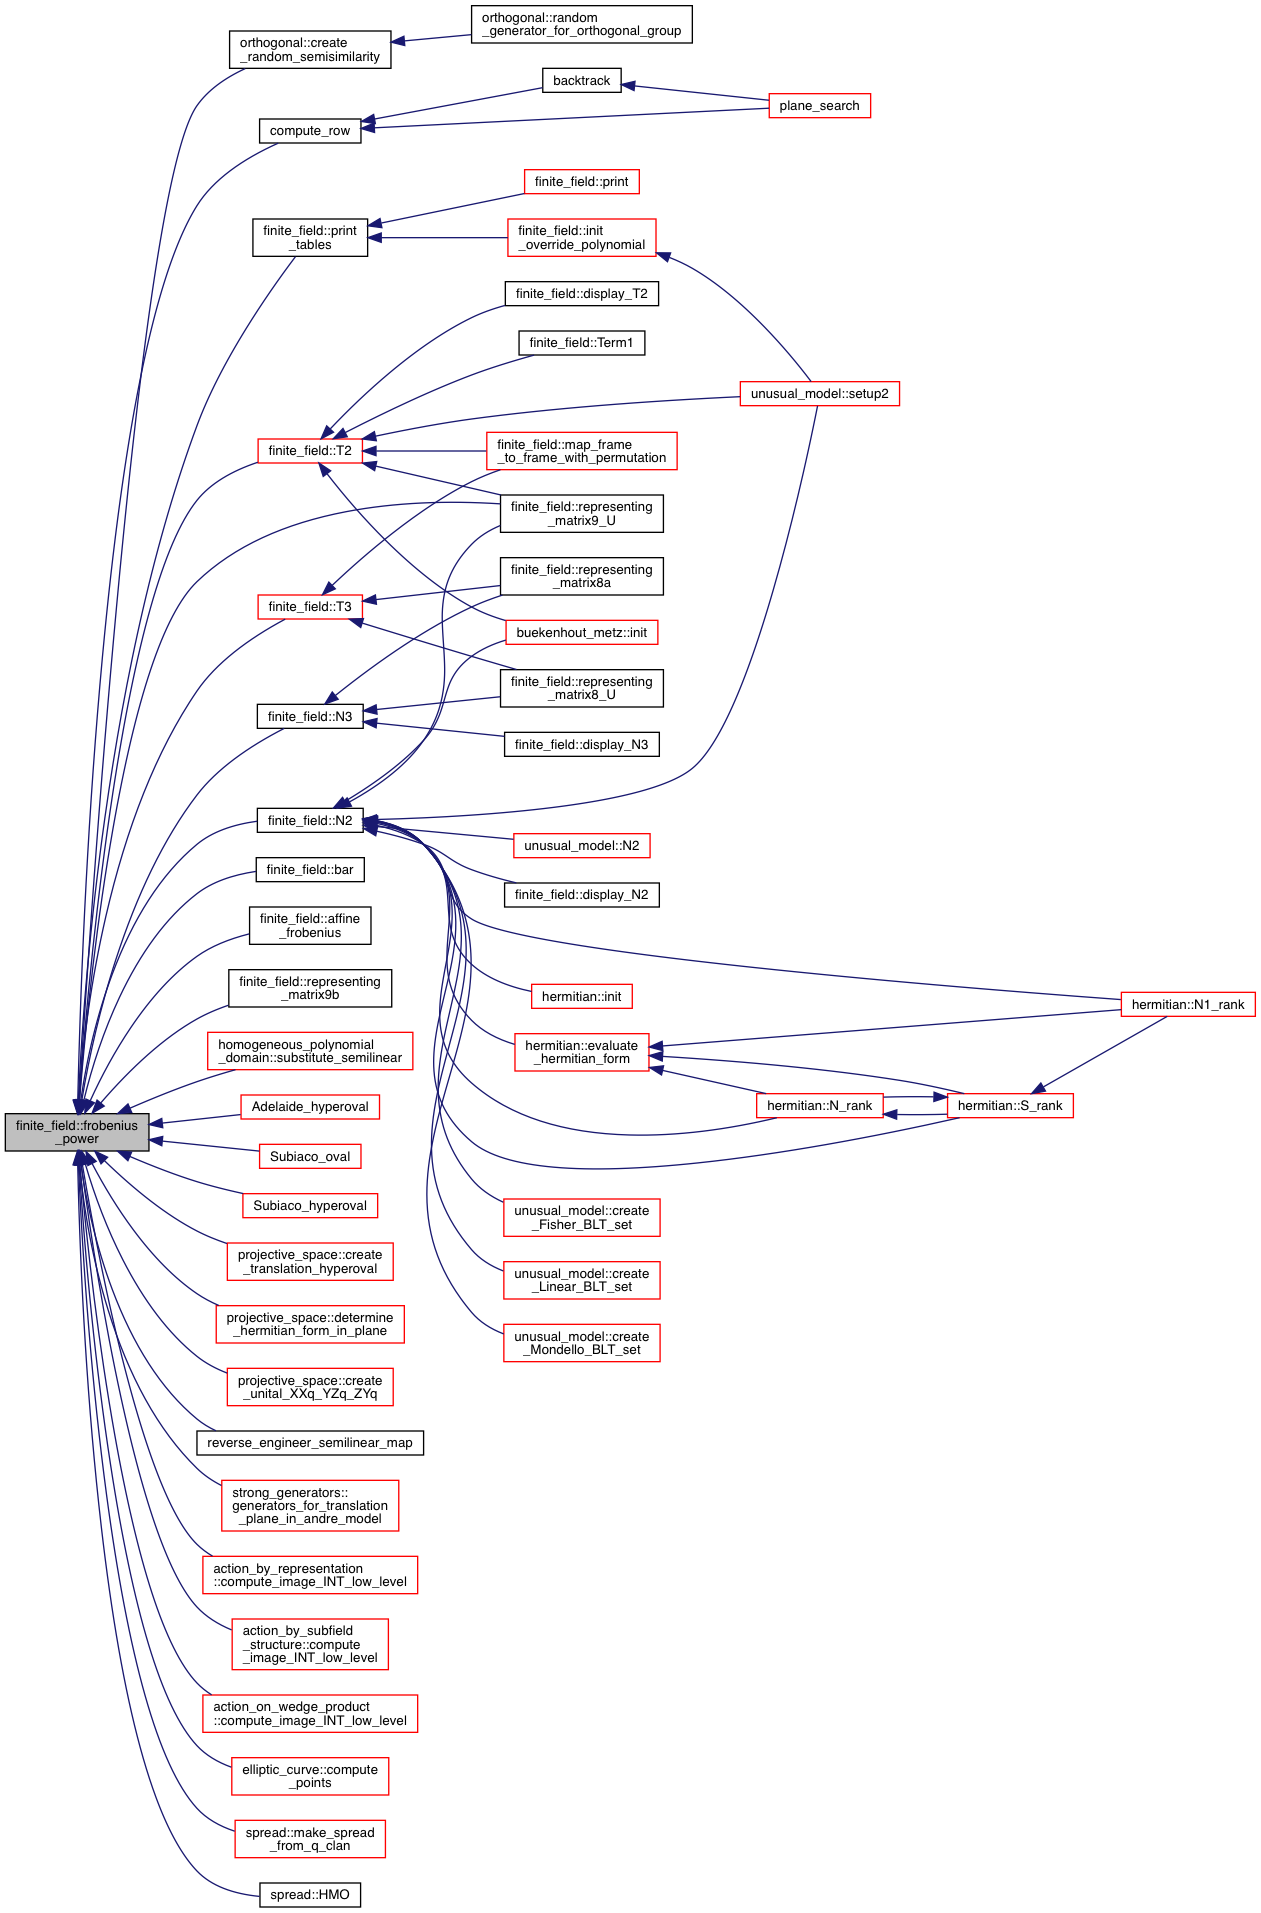 orthogonal::random
_generator_for_orthogonal_group
orthogonal::create
_random_semisimilarity
backtrack
plane_search
compute_row
finite_field::print
finite_field::print
_tables
finite_field::init
_override_polynomial
finite_field::display_T2
finite_field::Term1
unusual_model::setup2
finite_field::T2
finite_field::map_frame
_to_frame_with_permutation
finite_field::representing
_matrix9_U
finite_field::representing
_matrix8a
finite_field::T3
buekenhout_metz::init
finite_field::representing
_matrix8_U
finite_field::N3
finite_field::display_N3
finite_field::N2
unusual_model::N2
finite_field::bar
finite_field::display_N2
finite_field::affine
_frobenius
finite_field::representing
_matrix9b
hermitian::init
hermitian::N1_rank
homogeneous_polynomial
_domain::substitute_semilinear
hermitian::evaluate
_hermitian_form
Adelaide_hyperoval
hermitian::N_rank
hermitian::S_rank
finite_field::frobenius
_power
Subiaco_oval
Subiaco_hyperoval
unusual_model::create
_Fisher_BLT_set
projective_space::create
_translation_hyperoval
unusual_model::create
_Linear_BLT_set
projective_space::determine
_hermitian_form_in_plane
unusual_model::create
_Mondello_BLT_set
projective_space::create
_unital_XXq_YZq_ZYq
reverse_engineer_semilinear_map
strong_generators::
generators_for_translation
_plane_in_andre_model
action_by_representation
::compute_image_INT_low_level
action_by_subfield
_structure::compute
_image_INT_low_level
action_on_wedge_product
::compute_image_INT_low_level
elliptic_curve::compute
_points
spread::make_spread
_from_q_clan
spread::HMO